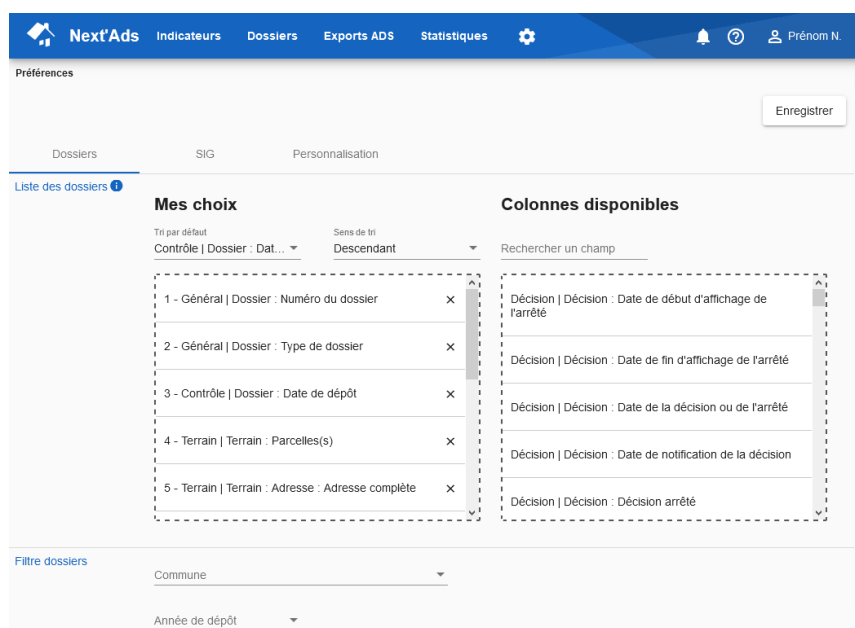 Next'Ads Indicateurs Dossiers Exports ADS Statistiques Prénom N.
Préférences
Enregistrer
Dossiers SIG Personnalisation
Liste des dossiers
Mes choix
Tri par défaut Sens de tri
Contrôle | Dossier : Dat... Descendant
1 - Général | Dossier : Numéro du dossier
2 - Général | Dossier : Type de dossier
3 - Contrôle | Dossier : Date de dépôt
4 - Terrain | Terrain : Parcelles(s)
5 - Terrain | Terrain : Adresse : Adresse complète
Colonnes disponibles
Rechercher un champ
Décision | Décision : Date de début d'affichage de
l'arrêté
Décision | Décision : Date de fin d'affichage de l'arrêté
Décision | Décision : Date de la décision ou de l'arrêté
Décision | Décision : Date de notification de la décision
Décision | Décision : Décision arrêté
Filtre dossiers
Commune
Année de dépôt